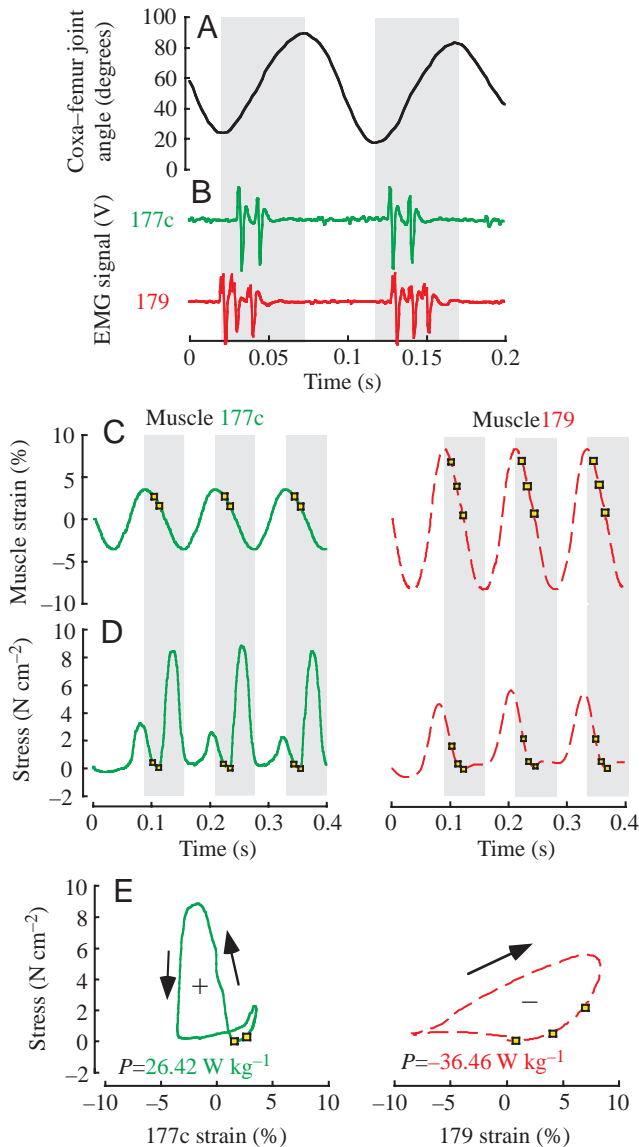 A
Coxa–femur joint
angle (degrees)
100
80
60
40
20
0
B
EMG signal (V)
177c
179
0
0.05
0.1
0.15
0.2
Time (s)
Muscle 177c
Muscle179
C
Muscle strain (%)
10
5
0
–5
–10
D
Stress (N cm–2)
10
8
6
4
2
0
–2
0
0.1
0.2
0.3
0.4
Time (s)
0
0.1
0.2
0.3
0.4
Time (s)
E
Stress (N cm–2)
10
8
6
4
2
0
–2
+
–
P=26.42 W kg–1
P=–36.46 W kg–1
–10
–5
0
5
10
177c strain (%)
–10
–5
0
5
10
179 strain (%)